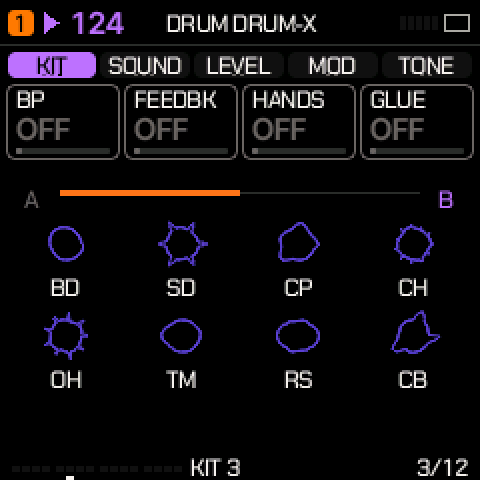 1 124 DRUM DRUM-X
KIT SOUND LEVEL MOD TONE
BP FEEDBK HANDS GLUE
OFF OFF OFF OFF
A B
BD SD CP CH
OH TM RS CB
KIT 3 3/12